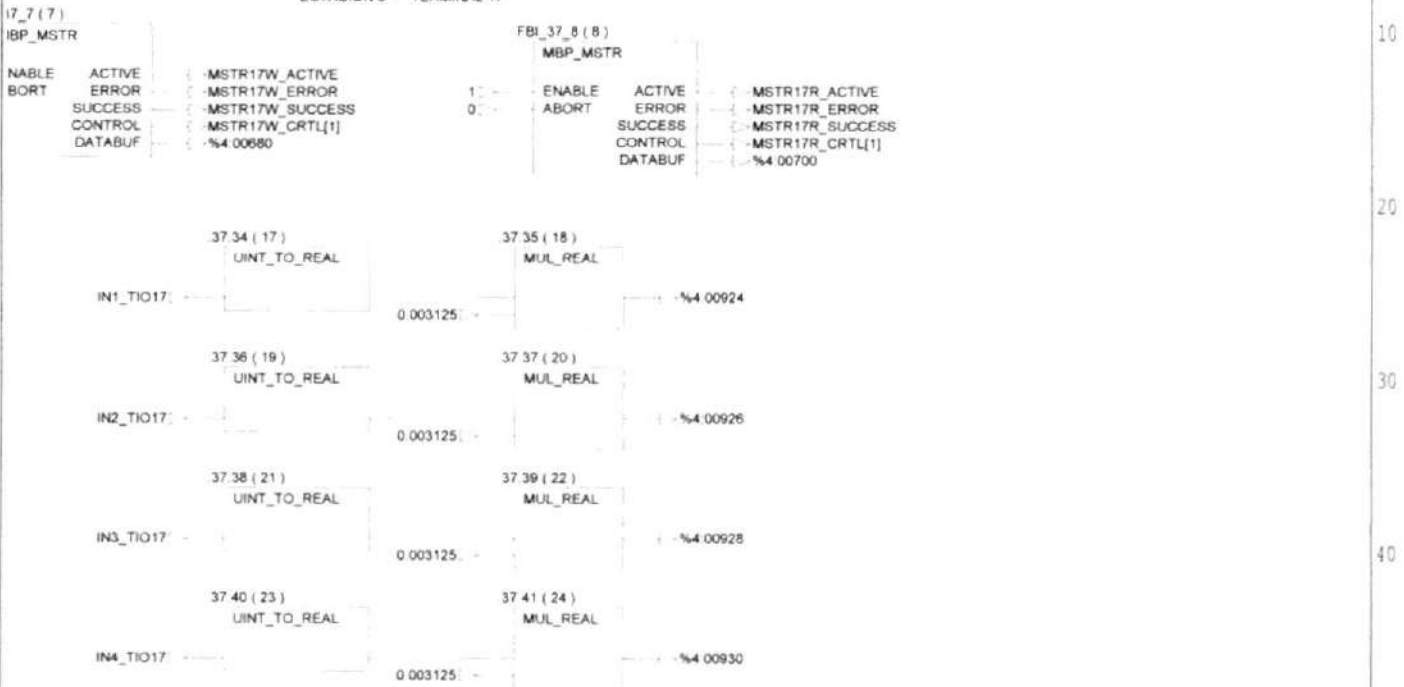 17_7 ( 7 )
IBP_MSTR
NABLE ACTIVE -MSTR17W_ACTIVE
BORT ERROR -MSTR17W_ERROR
SUCCESS -MSTR17W_SUCCESS
CONTROL -MSTR17W_CRTL[1]
DATABUF -%4:00680
FBI_37_8 ( 8 )
MBP_MSTR
1 ENABLE ACTIVE -MSTR17R_ACTIVE
0 ABORT ERROR -MSTR17R_ERROR
SUCCESS -MSTR17R_SUCCESS
CONTROL -MSTR17R_CRTL[1]
DATABUF -%4:00700
10
20
.37.34 ( 17 ) .37.35 ( 18 )
UINT_TO_REAL MUL_REAL
IN1_TIO17 -%4:00924
0.003125
.37.36 ( 19 ) .37.37 ( 20 )
UINT_TO_REAL MUL_REAL
30
IN2_TIO17 -%4:00926
0.003125
.37.38 ( 21 ) .37.39 ( 22 )
UINT_TO_REAL MUL_REAL
IN3_TIO17 -%4:00928
0.003125
40
.37.40 ( 23 ) .37.41 ( 24 )
UINT_TO_REAL MUL_REAL
IN4_TIO17 -%4:00930
0.003125